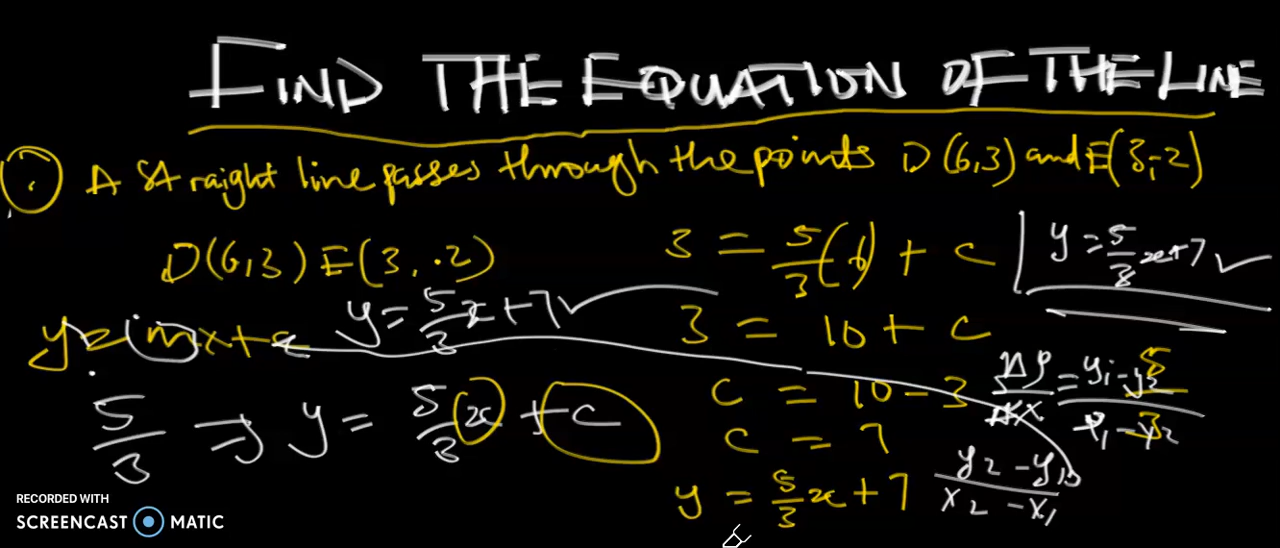 FIND THE EQUATION OF THE LINE
. A straight line passes through the points D(6,3) and E(3,-2)
D(6,3) E(3,-2)
y = mx + c
y = 5/3 x + 7
5/3 ⇒ y = 5/3 x + c
3 = 5/3 (6) + c
3 = 10 + c
c = 10 - 3
c = 7
y = 5/3 x + 7
y = 5/3 x + 7
y2 - y1 / x2 - x1
RECORDED WITH
SCREENCAST MATIC